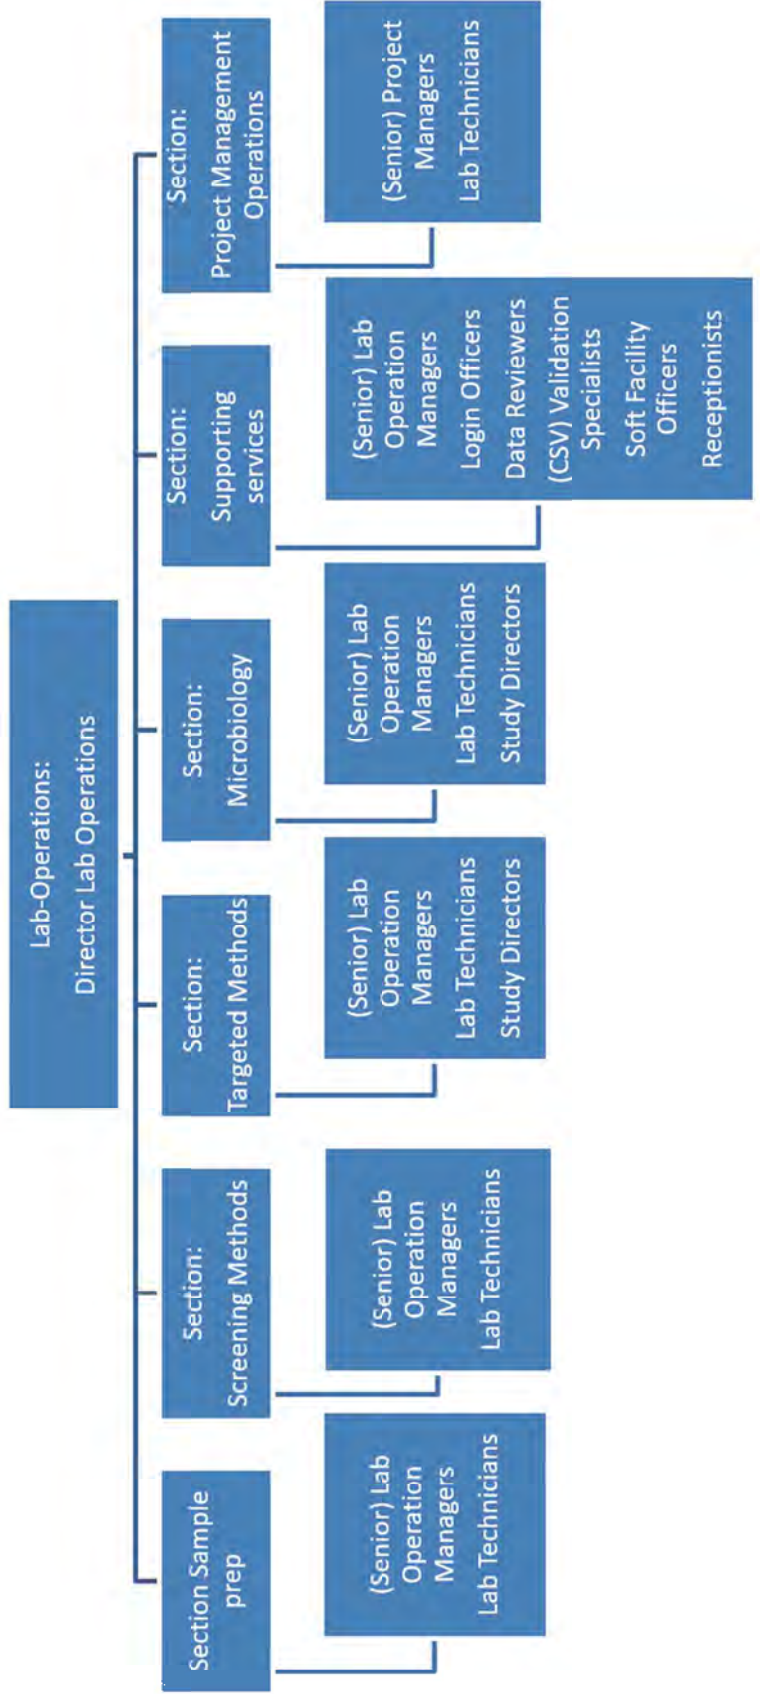 Lab-Operations:
Director Lab Operations
Section Sample
prep
(Senior) Lab
Operation
Managers
Lab Technicians
Section:
Screening Methods
(Senior) Lab
Operation
Managers
Lab Technicians
Section:
Targeted Methods
(Senior) Lab
Operation
Managers
Lab Technicians
Study Directors
Section:
Microbiology
(Senior) Lab
Operation
Managers
Lab Technicians
Study Directors
Section:
Supporting
services
(Senior) Lab
Operation
Managers
Login Officers
Data Reviewers
(CSV) Validation
Specialists
Soft Facility
Officers
Receptionists
Section:
Project Management
Operations
(Senior) Project
Managers
Lab Technicians